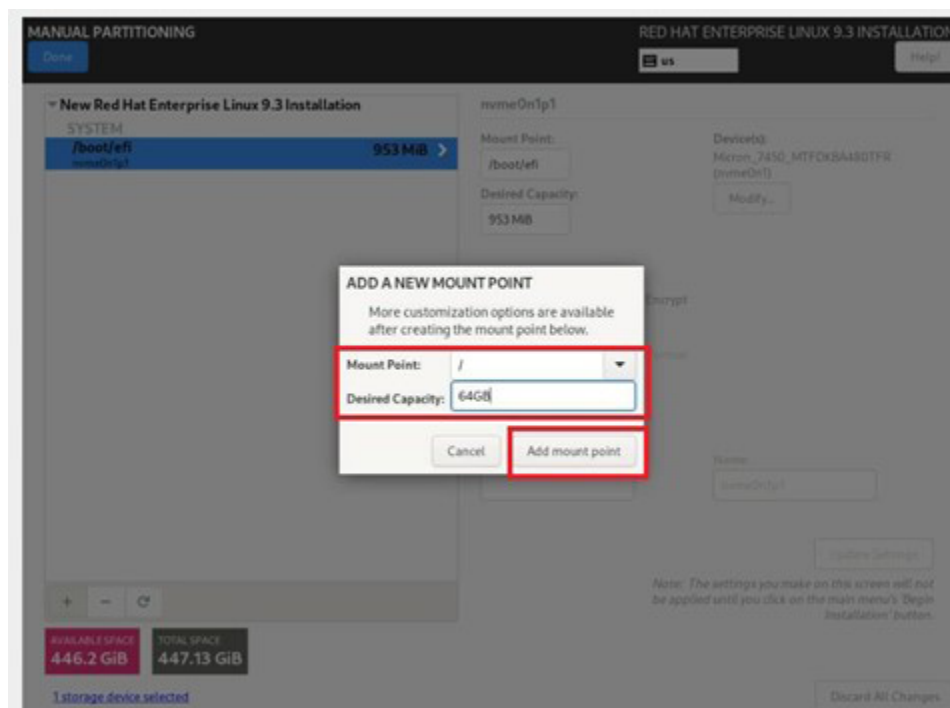 MANUAL PARTITIONING
RED HAT ENTERPRISE LINUX 9.3 INSTALLATION
Done
us
Help!
New Red Hat Enterprise Linux 9.3 Installation
SYSTEM
/boot/efi
953 MiB
nvme0n1p1
nvme0n1p1
Mount Point:
/boot/efi
Desired Capacity:
953 MiB
Device(s):
Micron_7450_MTFDKBA480TFR
(nvme0n1)
Modify...
Encrypt
ADD A NEW MOUNT POINT
More customization options are available
after creating the mount point below.
Mount Point:
/
Desired Capacity:
64GB
Cancel
Add mount point
Name:
nvme0n1p1
Update Settings
Note: The settings you make on this screen will not
be applied until you click on the main menu's 'Begin
Installation' button.
+ − 
AVAILABLE SPACE
446.2 GiB
TOTAL SPACE
447.13 GiB
1 storage device selected
Discard All Changes